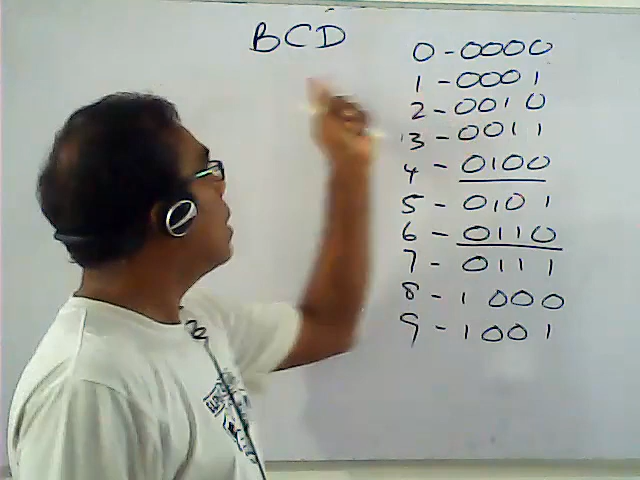 BCD
0 - 0000
1 - 0001
2 - 0010
3 - 0011
4 - 0100
5 - 0101
6 - 0110
7 - 0111
8 - 1000
9 - 1001